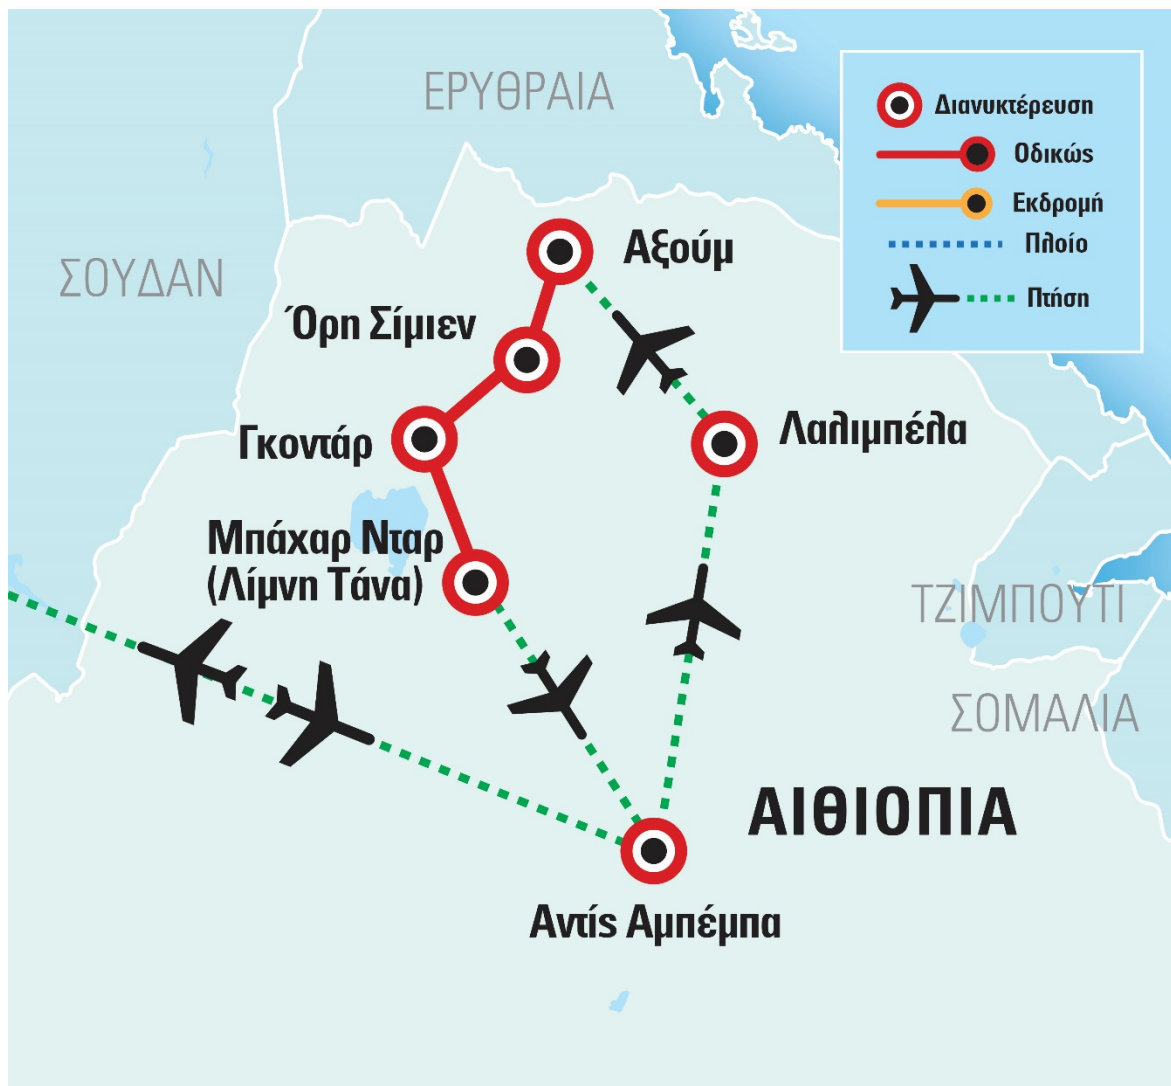 ΕΡΥΘΡΑΙΑ
Διανυκτέρευση
Οδικώς
Εκδρομή
Πλοίο
Πτήση
ΣΟΥΔΑΝ
Αξούμ
Όρη Σίμιεν
Γκοντάρ
Λαλιμπέλα
Μπάχαρ Νταρ
(Λίμνη Τάνα)
ΤΖΙΜΠΟΥΤΙ
ΣΟΜΑΛΙΑ
ΑΙΘΙΟΠΙΑ
Αντίς Αμπέμπα